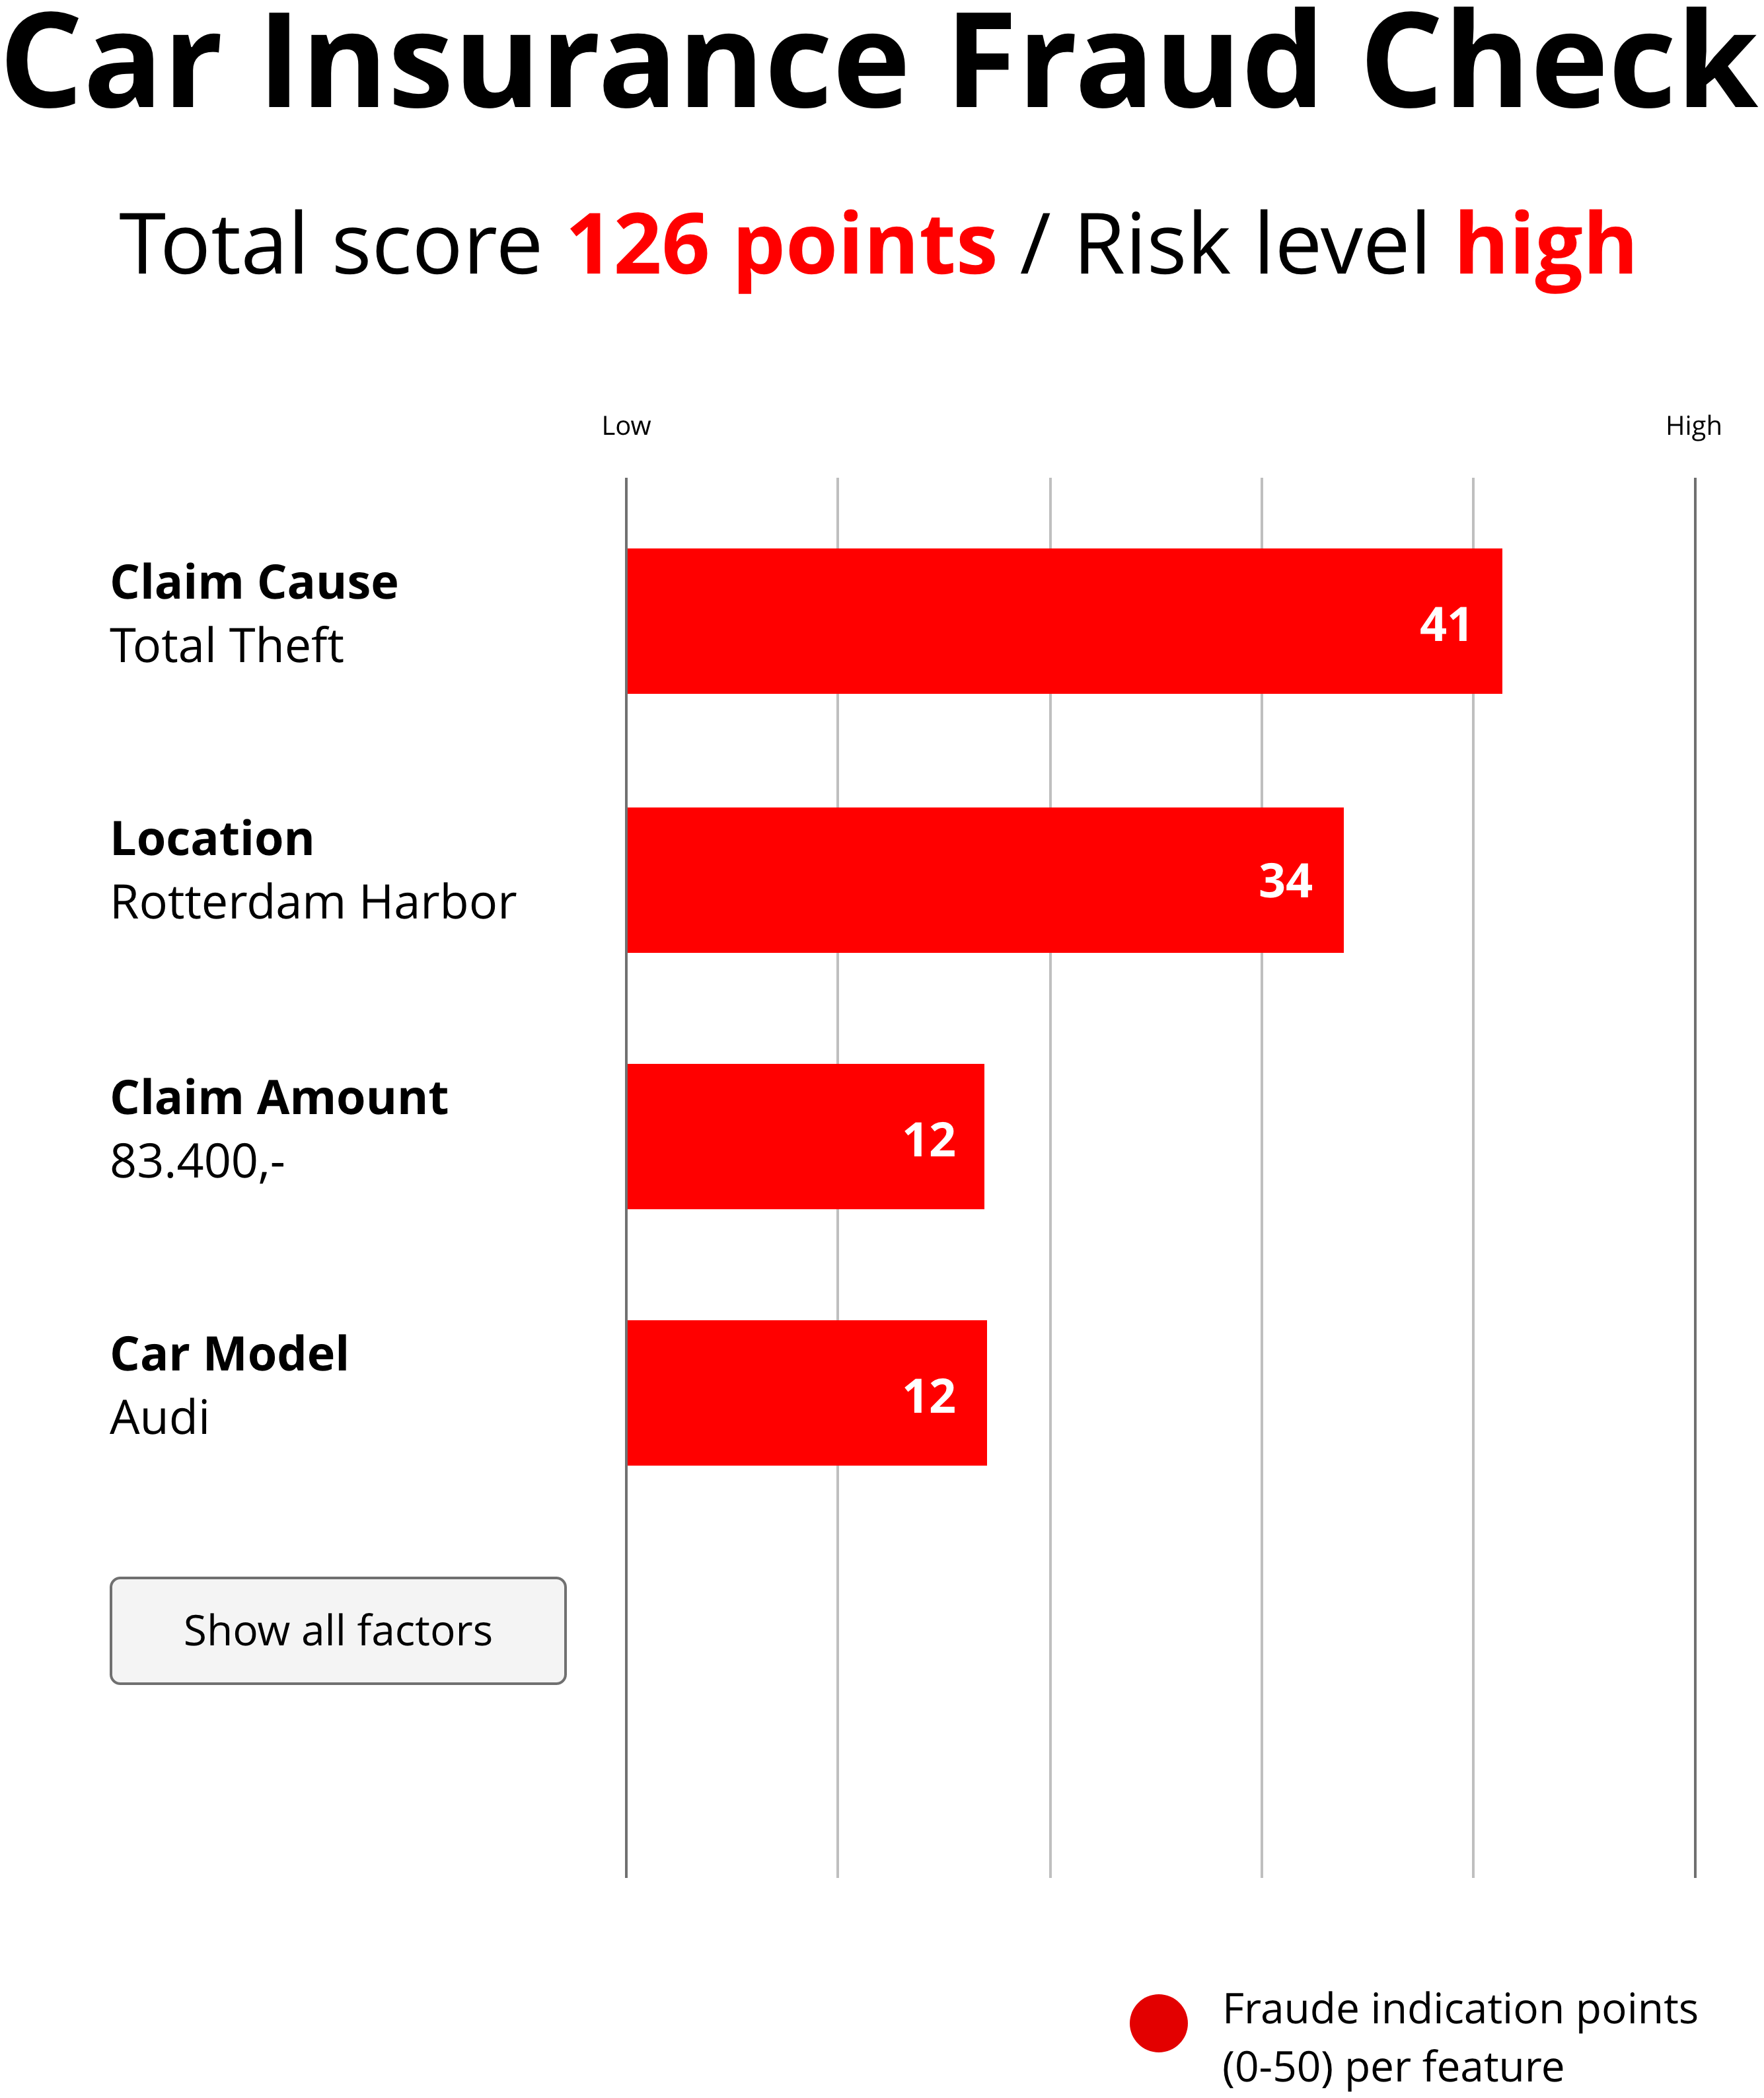 Car Insurance Fraud Check
Total score 126 points / Risk level high
Low
High
Claim Cause
Total Theft
41
Location
Rotterdam Harbor
34
Claim Amount
83.400,-
12
Car Model
Audi
12
Show all factors
Fraude indication points
(0-50) per feature